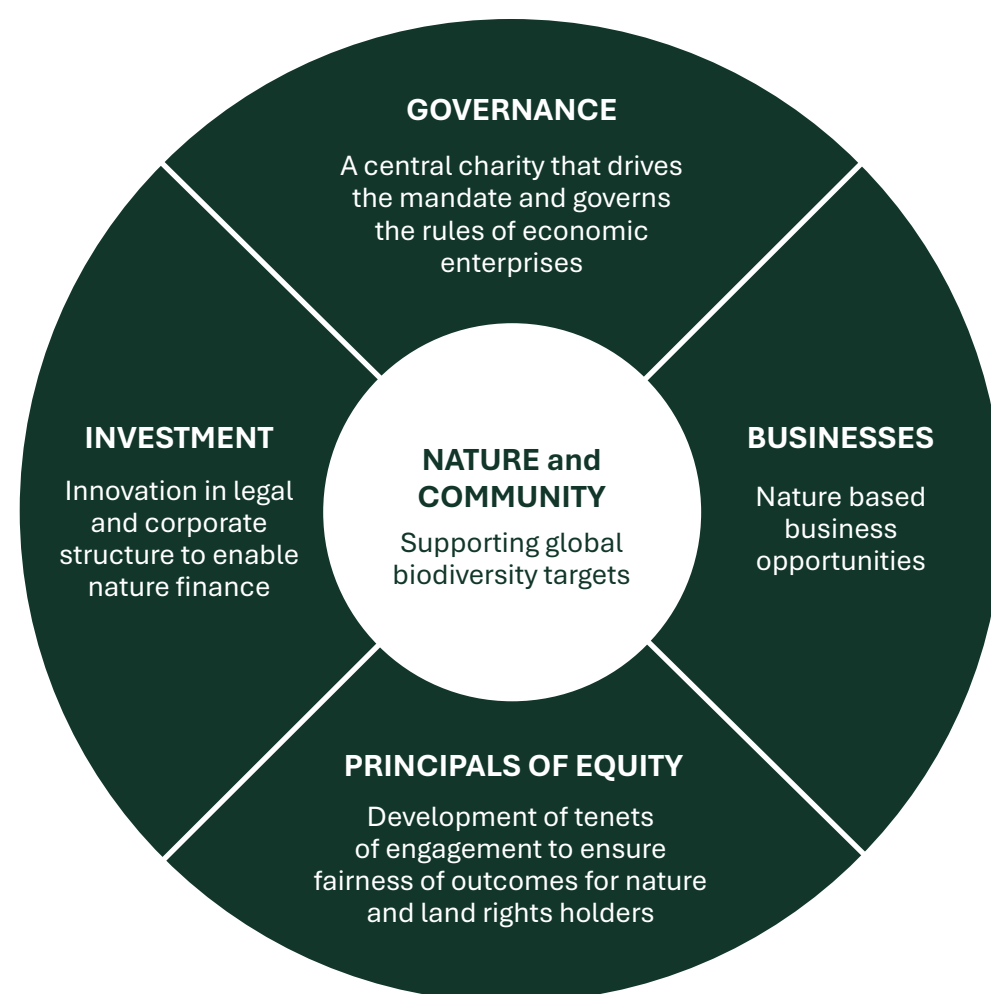 GOVERNANCE
A central charity that drives
the mandate and governs
the rules of economic
enterprises
INVESTMENT
Innovation in legal
and corporate
structure to enable
nature finance
NATURE and
COMMUNITY
Supporting global
biodiversity targets
BUSINESSES
Nature based
business
opportunities
PRINCIPALS OF EQUITY
Development of tenets
of engagement to ensure
fairness of outcomes for nature
and land rights holders